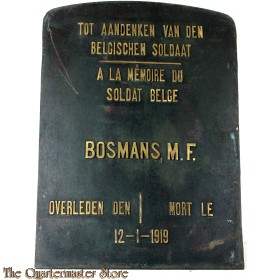 TOT AANDENKEN VAN DEN
BELGISCHEN SOLDAAT
A LA MÉMOIRE DU
SOLDAT BELGE
BOSMANS, M.F.
OVERLEDEN DEN | MORT LE
12-1-1919
The Quartermaster Store